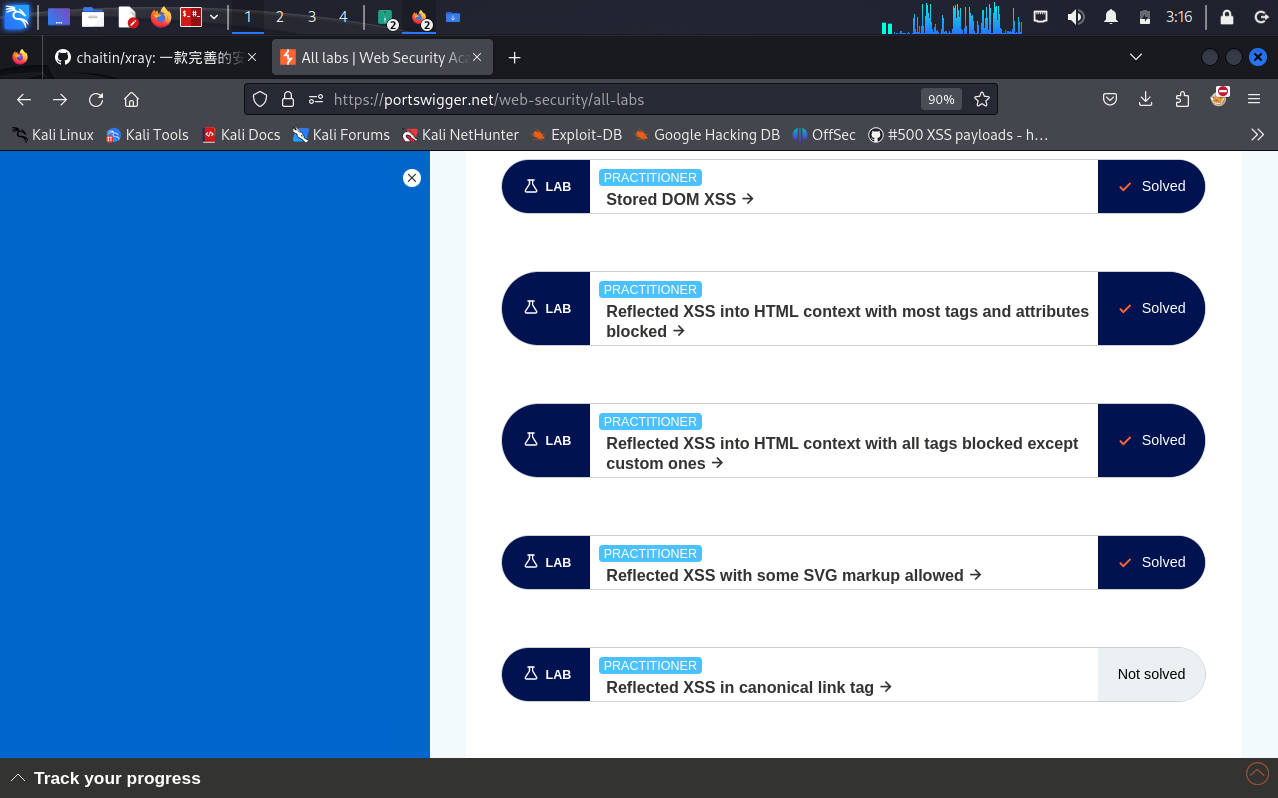 1 2 3 4 2 2 3:16
chaitin/xray: 一款完善的安
All labs | Web Security Aca
https://portswigger.net/web-security/all-labs 90%
Kali Linux Kali Tools Kali Docs Kali Forums Kali NetHunter Exploit-DB Google Hacking DB OffSec #500 XSS payloads - h…
PRACTITIONER
LAB Stored DOM XSS → Solved
PRACTITIONER
LAB Reflected XSS into HTML context with most tags and attributes Solved
blocked →
PRACTITIONER
LAB Reflected XSS into HTML context with all tags blocked except Solved
custom ones →
PRACTITIONER
LAB Reflected XSS with some SVG markup allowed → Solved
PRACTITIONER
LAB Reflected XSS in canonical link tag → Not solved
Track your progress